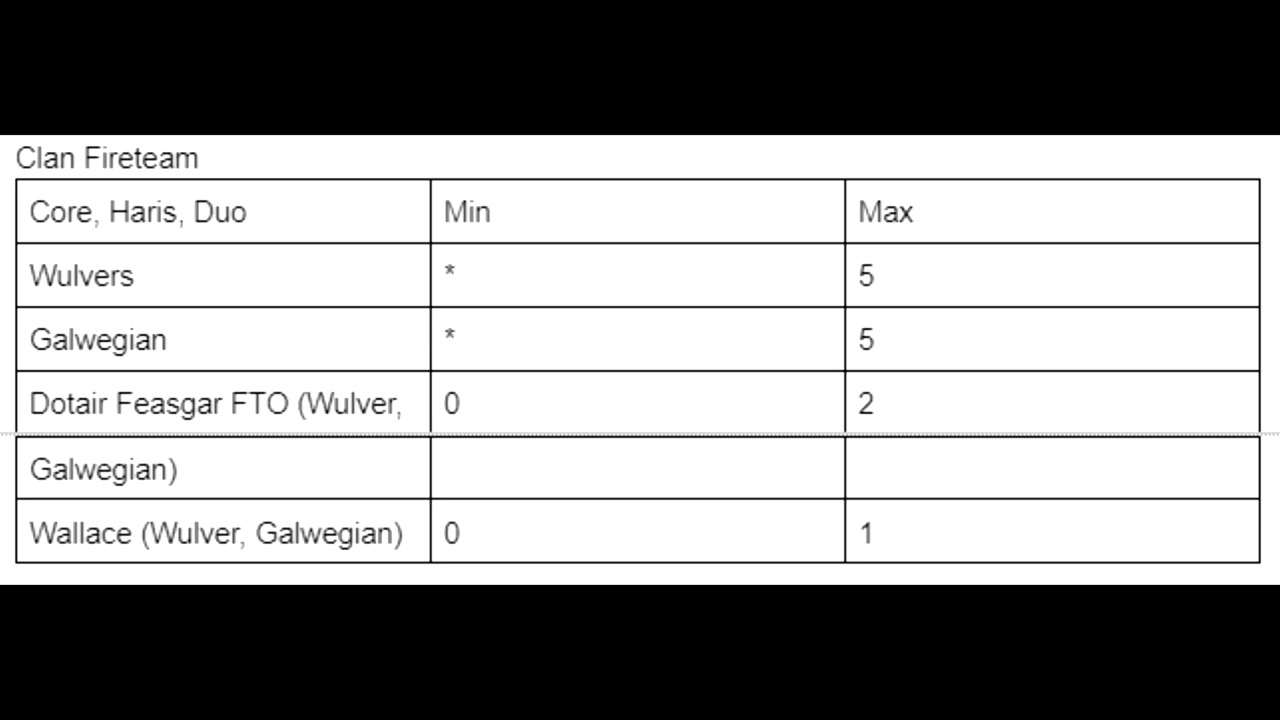 Clan Fireteam
Core, Haris, Duo Min Max
Wulvers * 5
Galwegian * 5
Dotair Feasgar FTO (Wulver, 0 2
Galwegian)
Wallace (Wulver, Galwegian) 0 1